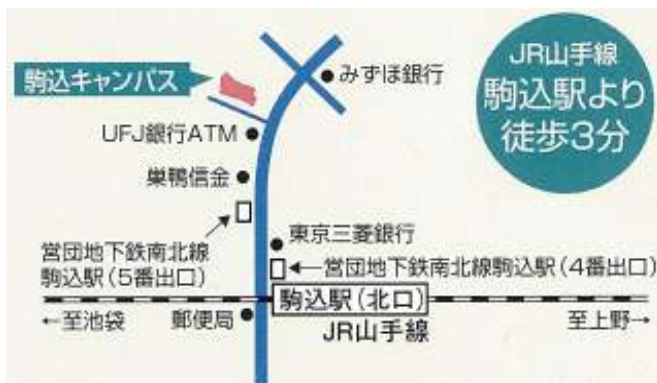 駒込キャンパス
みずほ銀行
JR山手線
駒込駅より
徒歩3分
UFJ銀行ATM
巣鴨信金
営団地下鉄南北線
駒込駅(5番出口)
東京三菱銀行
←営団地下鉄南北線駒込駅(4番出口)
駒込駅(北口)
←至池袋
郵便局
JR山手線
至上野→